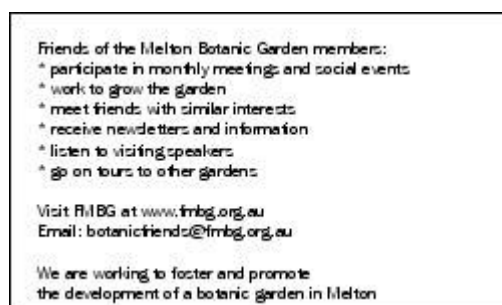 Friends of the Melton Botanic Garden members:
* participate in monthly meetings and social events
* work to grow the garden
* meet friends with similar interests
* receive newsletters and information
* listen to visiting speakers
* go on tours to other gardens
Visit FMBG at www.fmbg.org.au
Email: botanicfriends@fmbg.org.au
We are working to foster and promote
the development of a botanic garden in Melton